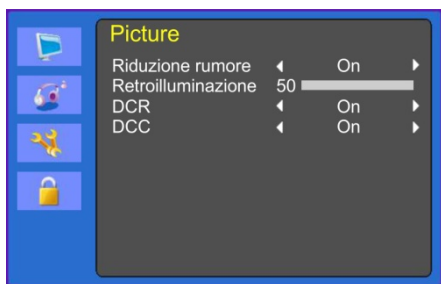 Picture
Riduzione rumore On
Retroilluminazione 50
DCR On
DCC On